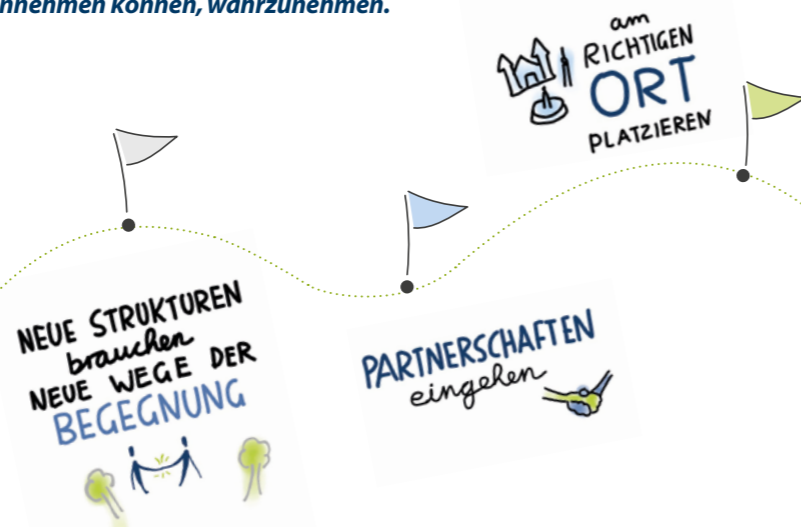 nnehmen können, wahrzunehmen.
am
RICHTIGEN
ORT
PLATZIEREN
NEUE STRUKTUREN
brauchen
NEUE WEGE DER
BEGEGNUNG
PARTNERSCHAFTEN
eingehen